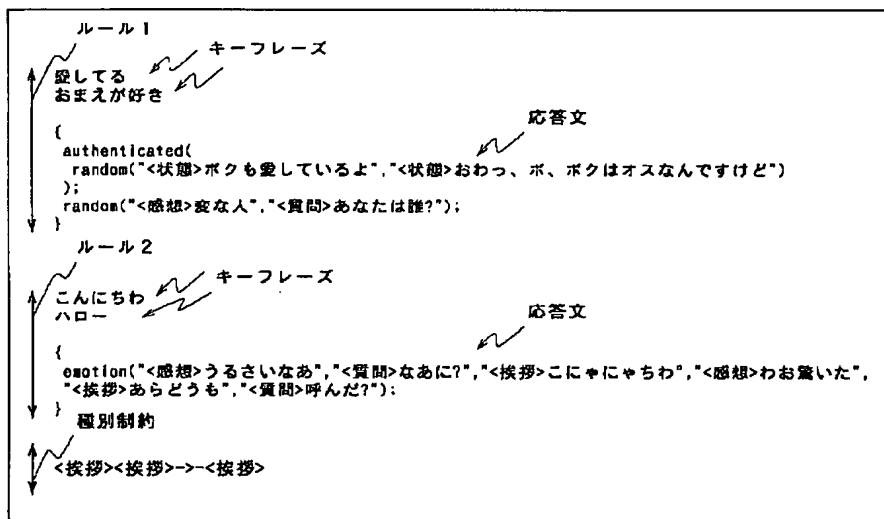 ルール1
キーフレーズ
愛してる
おまえが好き
応答文
{
authenticated(
random("<状態>ボクも愛しているよ","<状態>おわっ、ボ、ボクはオスなんですけど")
);
random("<感想>変な人","<質問>あなたは誰?");
}
ルール2
キーフレーズ
こんにちわ
ハロー
応答文
{
emotion("<感想>うるさいなあ","<質問>なあに?","<挨拶>こにゃにゃちわ","<感想>わお驚いた",
"<挨拶>あらどうも","<質問>呼んだ?");
}
種別制約
<挨拶><挨拶>->-<挨拶>